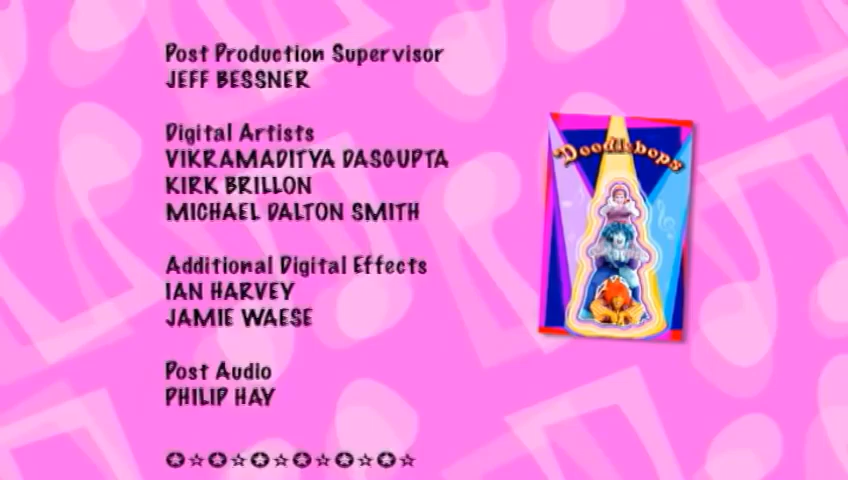 Post Production Supervisor
JEFF BESSNER
Digital Artists
VIKRAMADITYA DASGUPTA
KIRK BRILLON
MICHAEL DALTON SMITH
Additional Digital Effects
IAN HARVEY
JAMIE WAESE
Post Audio
PHILIP HAY
✪☆✪☆✪☆✪☆✪☆✪☆
Doodlebops